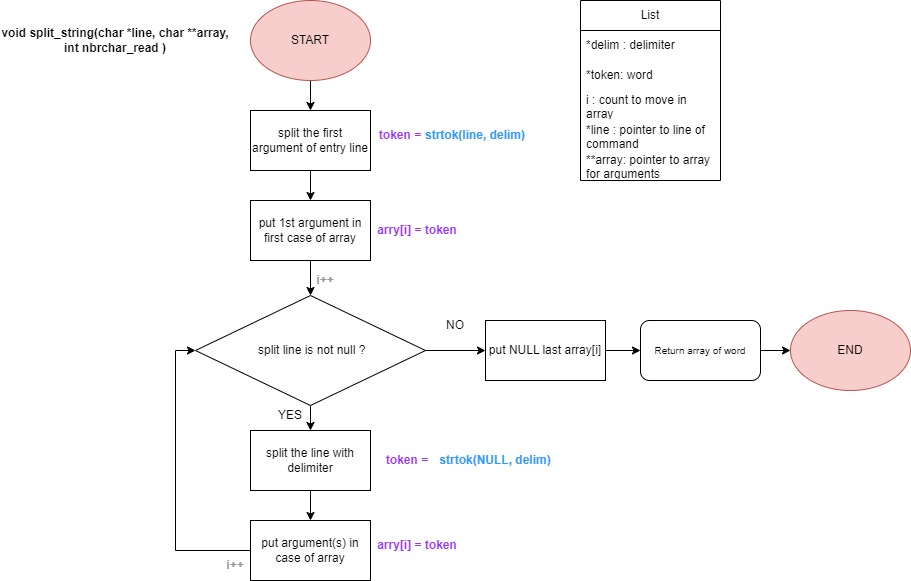 void split_string(char *line, char **array,
int nbrchar_read )
START
List
*delim : delimiter
*token: word
i : count to move in
array
*line : pointer to line of
command
**array: pointer to array
for arguments
split the first
argument of entry line
token = strtok(line, delim)
put 1st argument in
first case of array
arry[i] = token
i++
split line is not null ?
NO
put NULL last array[i]
Return array of word
END
YES
split the line with
delimiter
token = strtok(NULL, delim)
put argument(s) in
case of array
arry[i] = token
i++